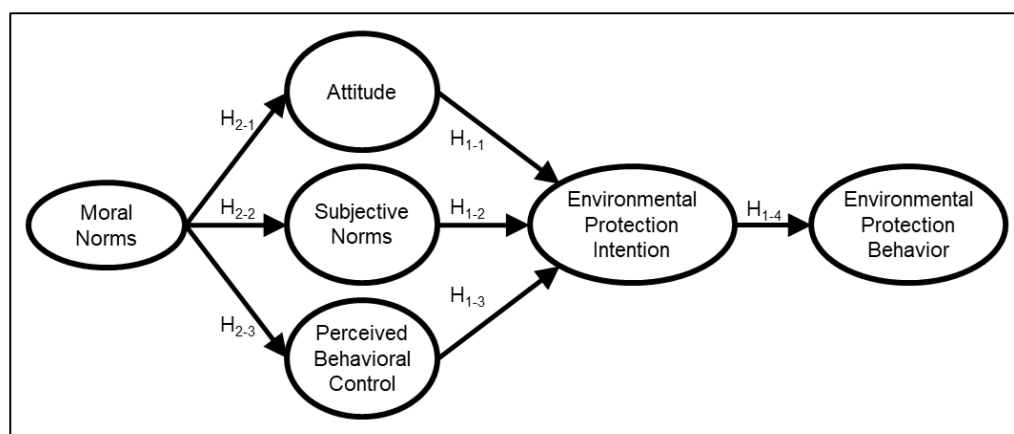 Moral
Norms
H2-1
H2-2
H2-3
Attitude
Subjective
Norms
Perceived
Behavioral
Control
H1-1
H1-2
H1-3
Environmental
Protection
Intention
H1-4
Environmental
Protection
Behavior